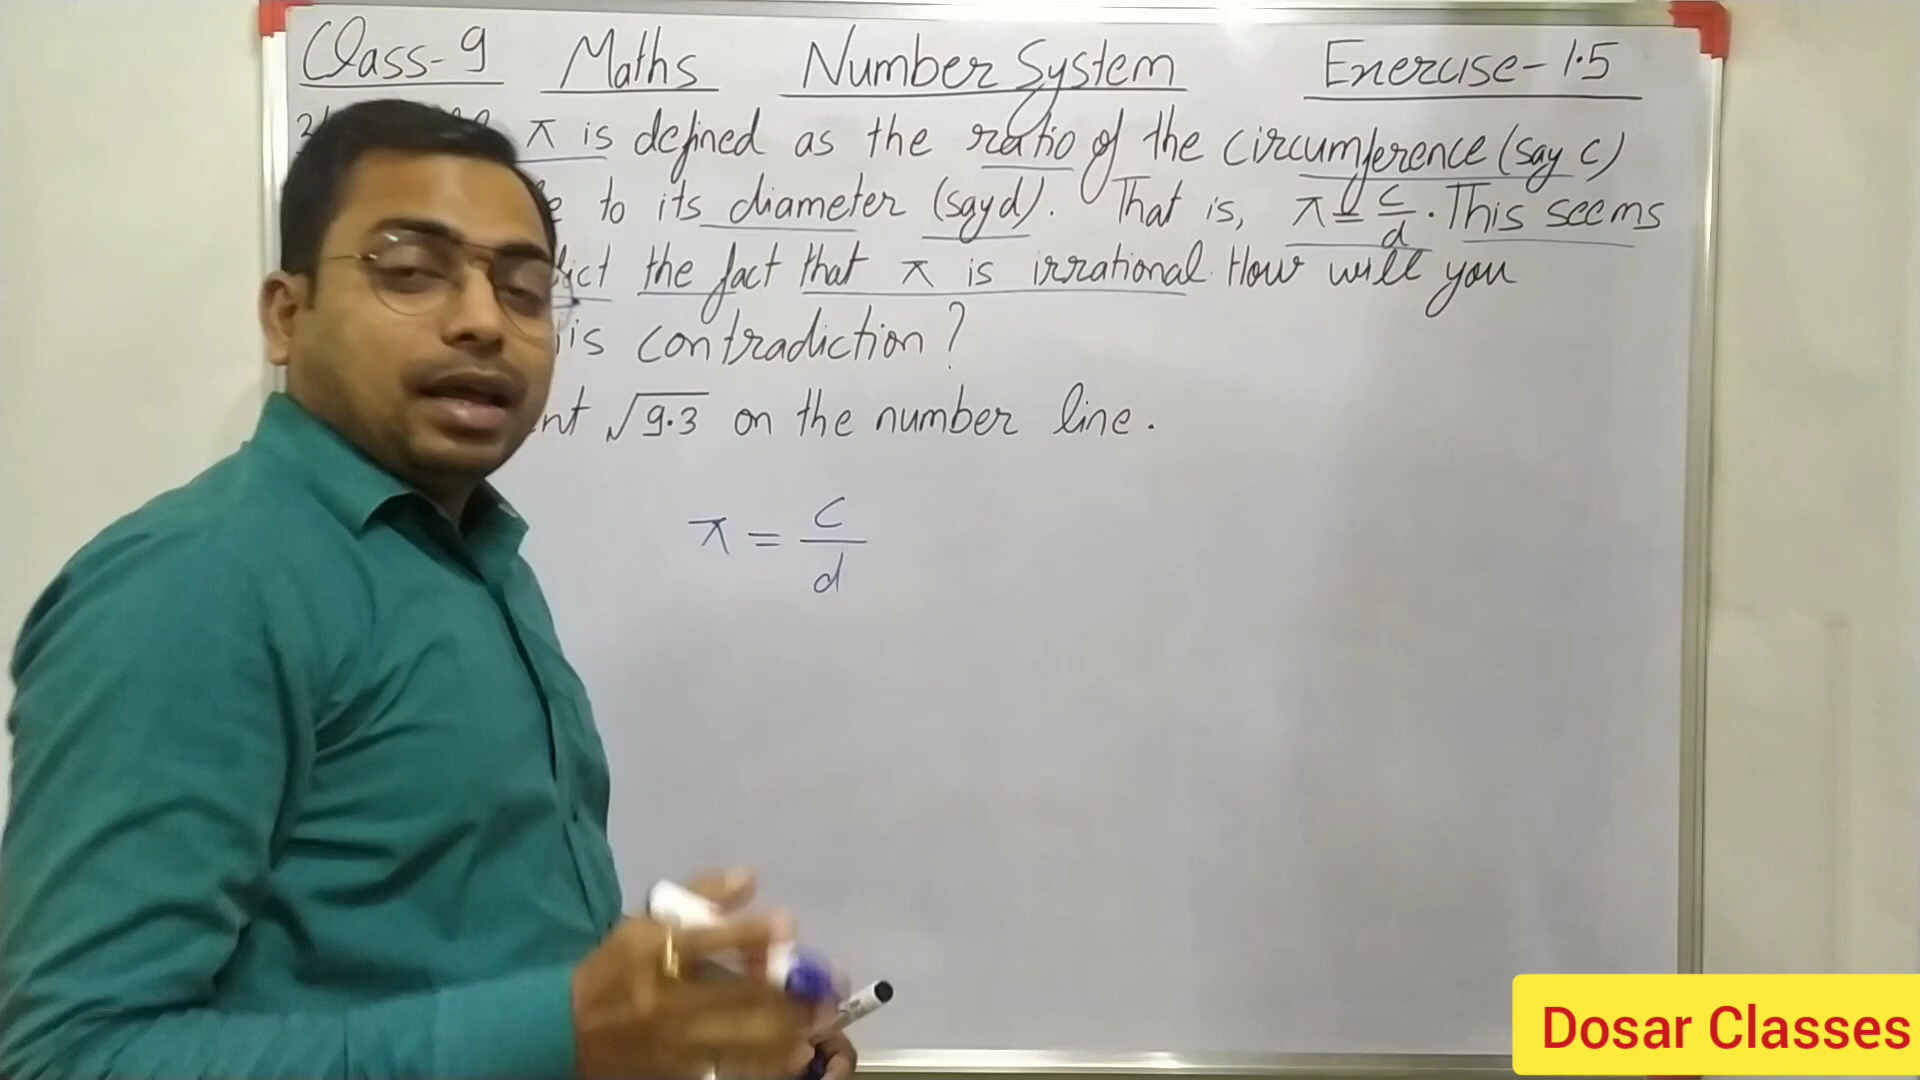 Class-9 Maths Number System Exercise-1.5
π is defined as the ratio of the circumference (say c)
to its diameter (say d). That is, π = c/d. This seems
the fact that π is irrational. How will you
contradiction?
√9.3 on the number line.
π = c/d
Dosar Classes